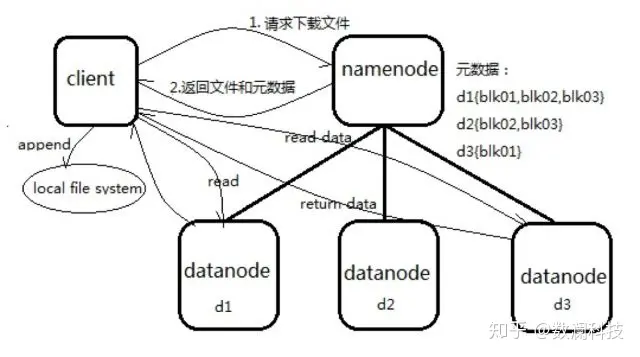 1. 请求下载文件
client
namenode
元数据：
d1{blk01,blk02,blk03}
d2{blk02,blk03}
d3{blk01}
2.返回文件和元数据
append
read data
local file system
read
return data
datanode
d1
datanode
d2
datanode
d3
知乎 @数澜科技